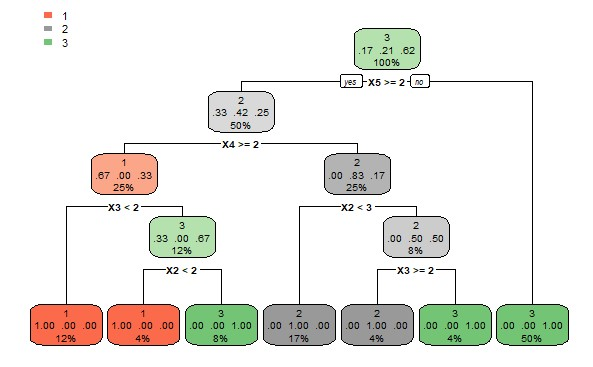 1
2
3
3
.17 .21 .62
100%
yes X5 >= 2 no
2
.33 .42 .25
50%
X4 >= 2
1
.67 .00 .33
25%
2
.00 .83 .17
25%
X3 < 2
X2 < 3
3
.33 .00 .67
12%
2
.00 .50 .50
8%
X2 < 2
X3 >= 2
1
1.00 .00 .00
12%
1
1.00 .00 .00
4%
3
.00 .00 1.00
8%
2
.00 1.00 .00
17%
2
.00 1.00 .00
4%
3
.00 .00 1.00
4%
3
.00 .00 1.00
50%